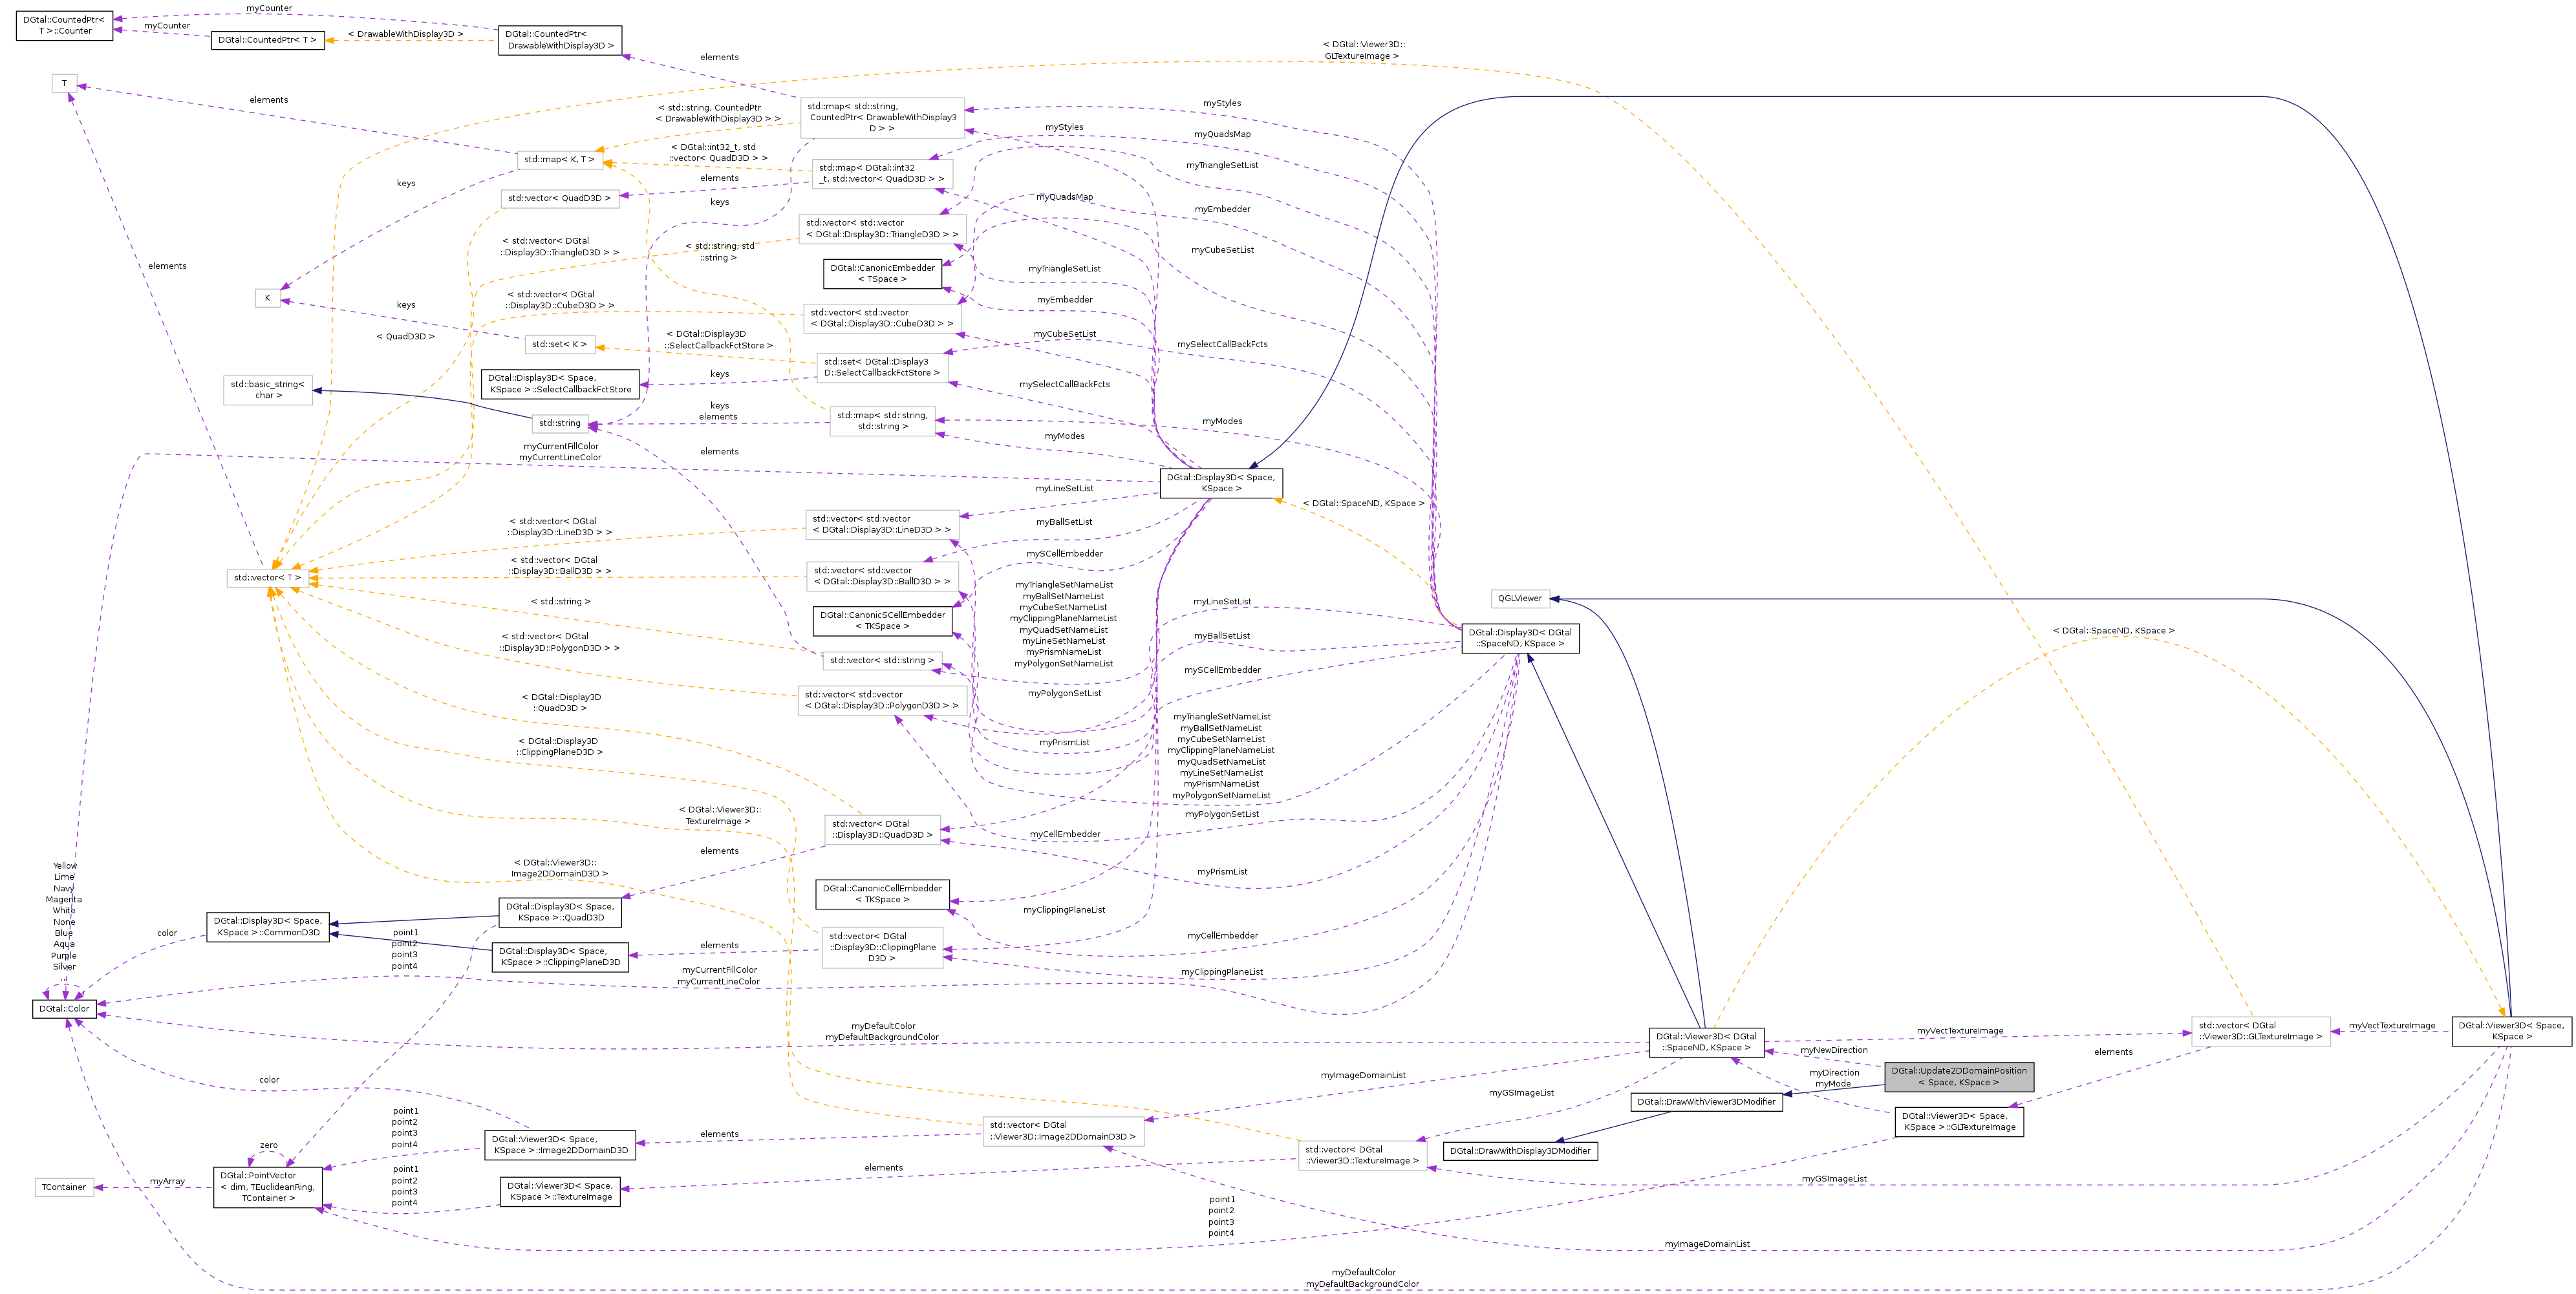 DGtal::CountedPtr<
T >::Counter
myCounter
myCounter
DGtal::CountedPtr< T >
< DrawableWithDisplay3D >
DGtal::CountedPtr<
DrawableWithDisplay3D >
elements
T
elements
elements
std::map< K, T >
keys
K
keys
std::set< K >
std::vector< QuadD3D >
< QuadD3D >
< std::string, CountedPtr
< DrawableWithDisplay3D > >
std::map< std::string,
CountedPtr< DrawableWithDisplay3
D > >
< DGtal::int32_t, std
::vector< QuadD3D > >
elements
keys
std::map< DGtal::int32
_t, std::vector< QuadD3D > >
< std::vector< DGtal
::Display3D::TriangleD3D > >
< std::string, std
::string >
std::vector< std::vector
< DGtal::Display3D::TriangleD3D > >
DGtal::CanonicEmbedder
< TSpace >
< std::vector< DGtal
::Display3D::CubeD3D > >
std::vector< std::vector
< DGtal::Display3D::CubeD3D > >
< DGtal::Display3D
::SelectCallbackFctStore >
std::set< DGtal::Display3
D::SelectCallbackFctStore >
DGtal::Display3D< Space,
KSpace >::SelectCallbackFctStore
keys
std::basic_string<
char >
std::string
keys
elements
std::map< std::string,
std::string >
myCurrentFillColor
myCurrentLineColor
elements
< DGtal::Viewer3D::
GLTextureImage >
myStyles
myStyles
myQuadsMap
myTriangleSetList
myQuadsMap
myEmbedder
myCubeSetList
myTriangleSetList
myEmbedder
myCubeSetList
mySelectCallBackFcts
mySelectCallBackFcts
myModes
myModes
DGtal::Display3D< Space,
KSpace >
< DGtal::SpaceND, KSpace >
myLineSetList
myBallSetList
mySCellEmbedder
std::vector< T >
< std::vector< DGtal
::Display3D::LineD3D > >
std::vector< std::vector
< DGtal::Display3D::LineD3D > >
< std::vector< DGtal
::Display3D::BallD3D > >
std::vector< std::vector
< DGtal::Display3D::BallD3D > >
< std::string >
DGtal::CanonicSCellEmbedder
< TKSpace >
std::vector< std::string >
< std::vector< DGtal
::Display3D::PolygonD3D > >
std::vector< std::vector
< DGtal::Display3D::PolygonD3D > >
myTriangleSetNameList
myBallSetNameList
myCubeSetNameList
myClippingPlaneNameList
myQuadSetNameList
myLineSetNameList
myPrismNameList
myPolygonSetNameList
myPolygonSetList
myPrismList
myLineSetList
myBallSetList
mySCellEmbedder
QGLViewer
DGtal::Display3D< DGtal
::SpaceND, KSpace >
< DGtal::SpaceND, KSpace >
myTriangleSetNameList
myBallSetNameList
myCubeSetNameList
myClippingPlaneNameList
myQuadSetNameList
myLineSetNameList
myPrismNameList
myPolygonSetNameList
myPolygonSetList
< DGtal::Display3D
::QuadD3D >
< DGtal::Display3D
::ClippingPlaneD3D >
< DGtal::Viewer3D::
TextureImage >
< DGtal::Viewer3D::
Image2DDomainD3D >
std::vector< DGtal
::Display3D::QuadD3D >
elements
myCellEmbedder
myPrismList
DGtal::CanonicCellEmbedder
< TKSpace >
myClippingPlaneList
myCellEmbedder
myClippingPlaneList
std::vector< DGtal
::Display3D::ClippingPlane
D3D >
elements
Yellow
Lime
Navy
Magenta
White
None
Blue
Aqua
Purple
Silver
...
DGtal::Color
color
DGtal::Display3D< Space,
KSpace >::CommonD3D
DGtal::Display3D< Space,
KSpace >::QuadD3D
DGtal::Display3D< Space,
KSpace >::ClippingPlaneD3D
point1
point2
point3
point4
myCurrentFillColor
myCurrentLineColor
myDefaultColor
myDefaultBackgroundColor
color
DGtal::Viewer3D< DGtal
::SpaceND, KSpace >
myVectTextureImage
std::vector< DGtal
::Viewer3D::GLTextureImage >
myVectTextureImage
DGtal::Viewer3D< Space,
KSpace >
myNewDirection
DGtal::Update2DDomainPosition
< Space, KSpace >
myDirection
myMode
elements
DGtal::DrawWithViewer3DModifier
DGtal::Viewer3D< Space,
KSpace >::GLTextureImage
DGtal::DrawWithDisplay3DModifier
myImageDomainList
myGSImageList
std::vector< DGtal
::Viewer3D::Image2DDomainD3D >
std::vector< DGtal
::Viewer3D::TextureImage >
elements
elements
point1
point2
point3
point4
DGtal::Viewer3D< Space,
KSpace >::Image2DDomainD3D
zero
DGtal::PointVector
< dim, TEuclideanRing,
TContainer >
myArray
TContainer
point1
point2
point3
point4
DGtal::Viewer3D< Space,
KSpace >::TextureImage
point1
point2
point3
point4
myGSImageList
myImageDomainList
myDefaultColor
myDefaultBackgroundColor